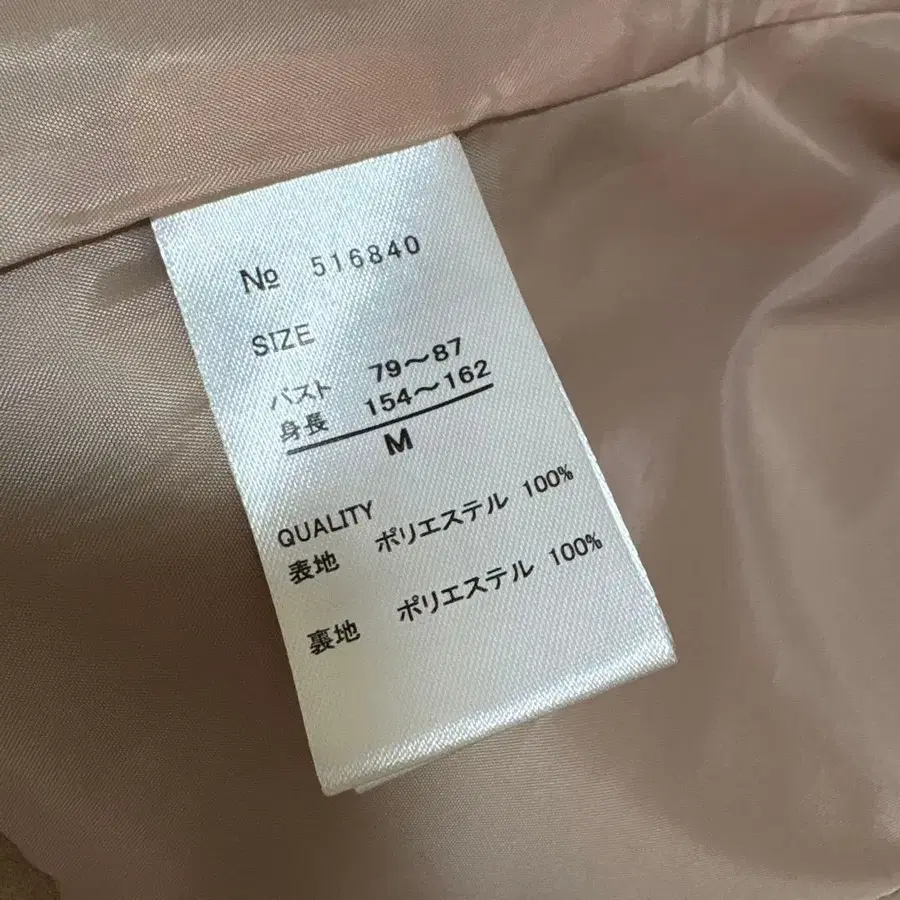 № 516840
SIZE
バスト 79〜87
身長 154〜162
M
QUALITY
表地 ポリエステル 100%
裏地 ポリエステル 100%